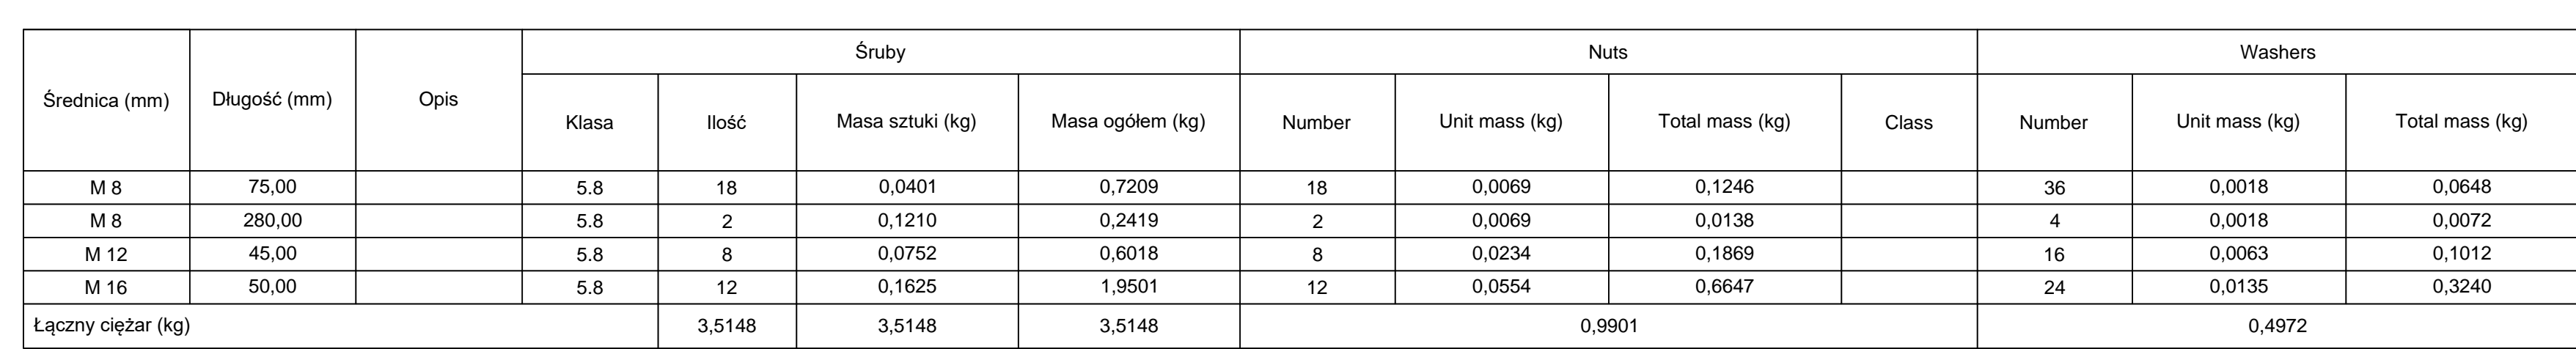 Śruby Nuts Washers
Średnica (mm) Długość (mm) Opis
Klasa Ilość Masa sztuki (kg) Masa ogółem (kg) Number Unit mass (kg) Total mass (kg) Class Number Unit mass (kg) Total mass (kg)
M 8 75,00 5.8 18 0,0401 0,7209 18 0,0069 0,1246 36 0,0018 0,0648
M 8 280,00 5.8 2 0,1210 0,2419 2 0,0069 0,0138 4 0,0018 0,0072
M 12 45,00 5.8 8 0,0752 0,6018 8 0,0234 0,1869 16 0,0063 0,1012
M 16 50,00 5.8 12 0,1625 1,9501 12 0,0554 0,6647 24 0,0135 0,3240
Łączny ciężar (kg) 3,5148 3,5148 3,5148 0,9901 0,4972